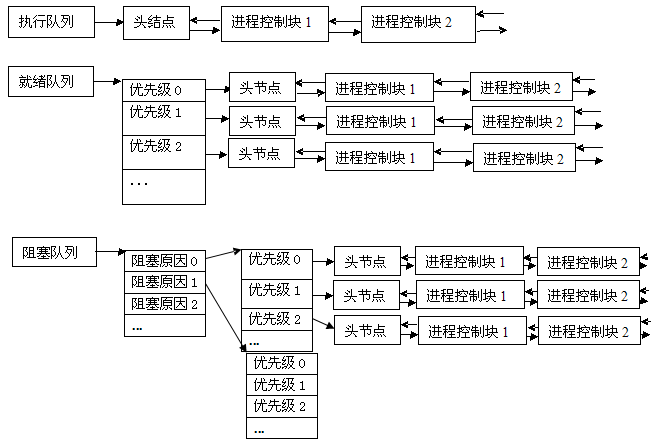 执行队列 头结点 进程控制块 1 进程控制块 2
就绪队列
优先级 0 头节点 进程控制块 1 进程控制块 2
优先级 1 头节点 进程控制块 1 进程控制块 2
优先级 2 头节点 进程控制块 1 进程控制块 2
...
阻塞队列
阻塞原因 0
阻塞原因 1
阻塞原因 2
...
优先级 0 头节点 进程控制块 1 进程控制块 2
优先级 1 头节点 进程控制块 1 进程控制块 2
优先级 2 头节点 进程控制块 1 进程控制块 2
...
优先级 0
优先级 1
优先级 2
...